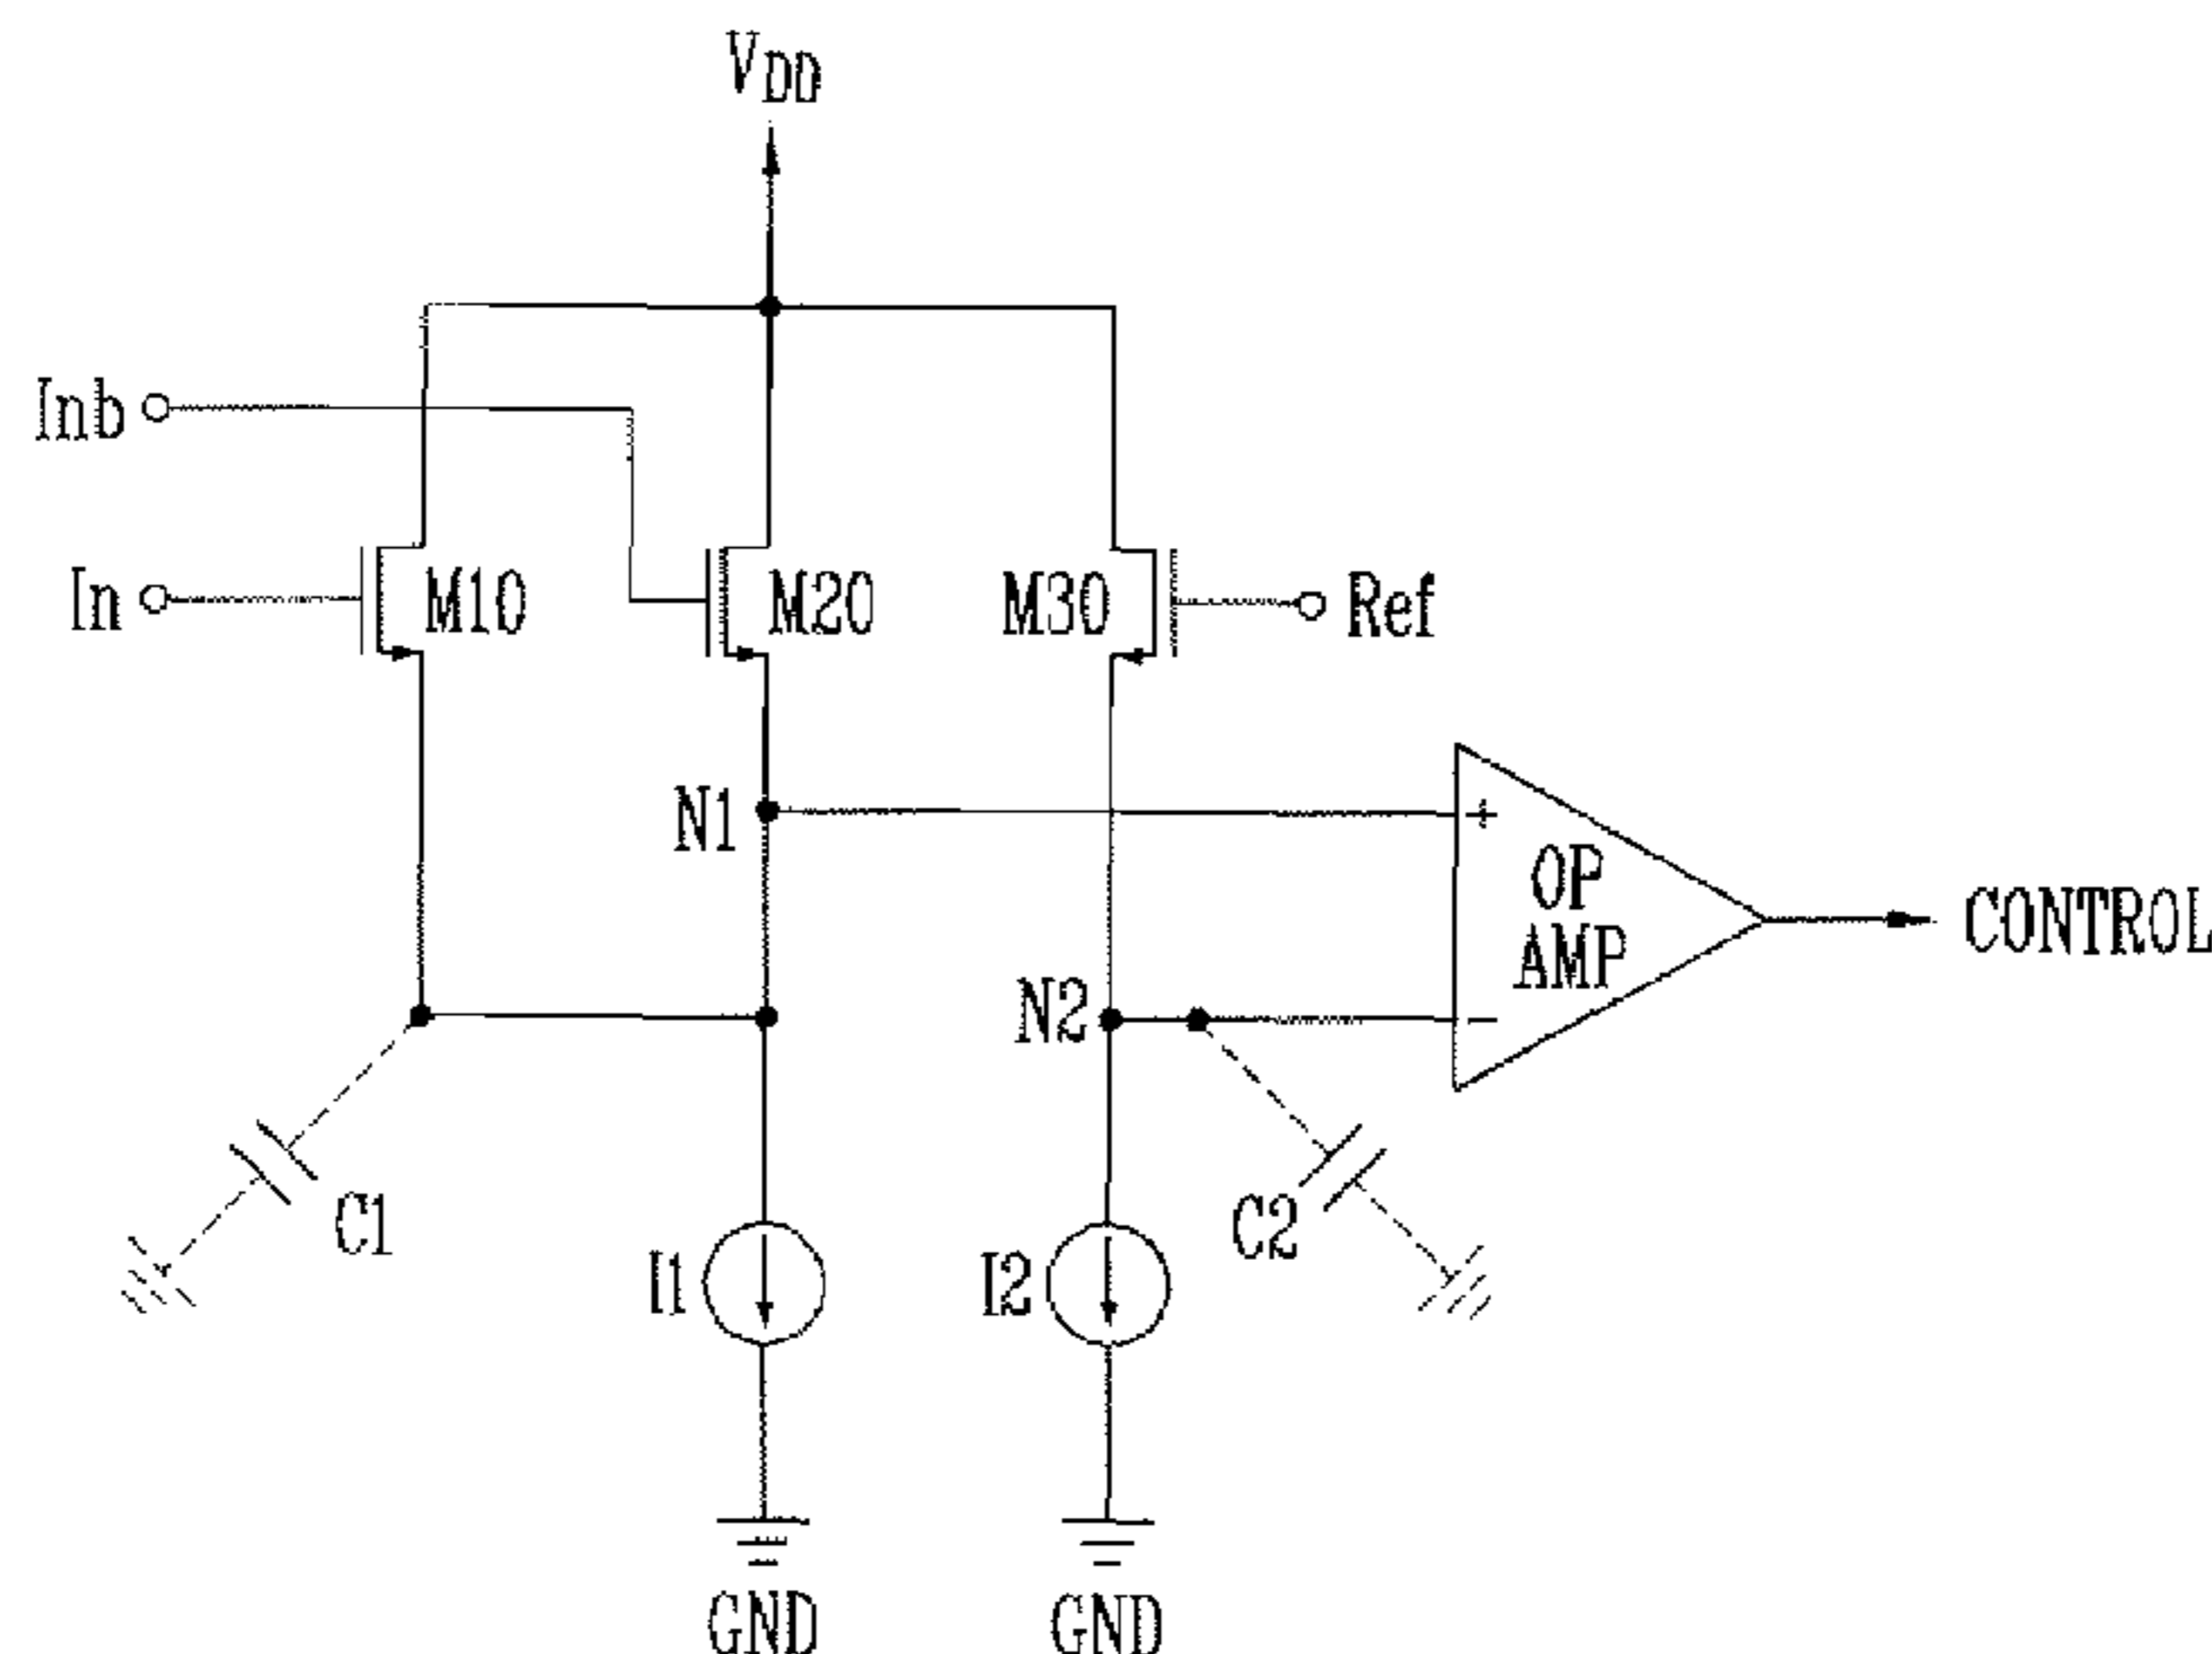 VDD
Inb
In
M10
M20
M30
Ref
N1
+
OP
AMP
CONTROL
N2
−
C1
C2
I1
I2
GND
GND